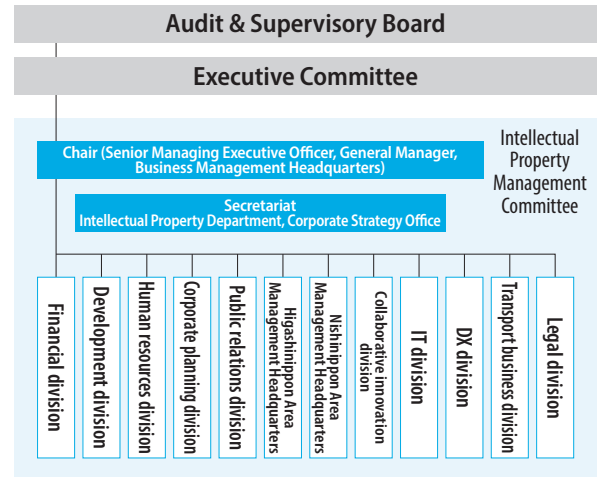 Audit & Supervisory Board
Executive Committee
Intellectual
Property
Management
Committee
Chair (Senior Managing Executive Officer, General Manager,
Business Management Headquarters)
Secretariat
Intellectual Property Department, Corporate Strategy Office
Financial division
Development division
Human resources division
Corporate planning division
Public relations division
Higashinippon Area
Management Headquarters
Nishinippon Area
Management Headquarters
Collaborative innovation
division
IT division
DX division
Transport business division
Legal division